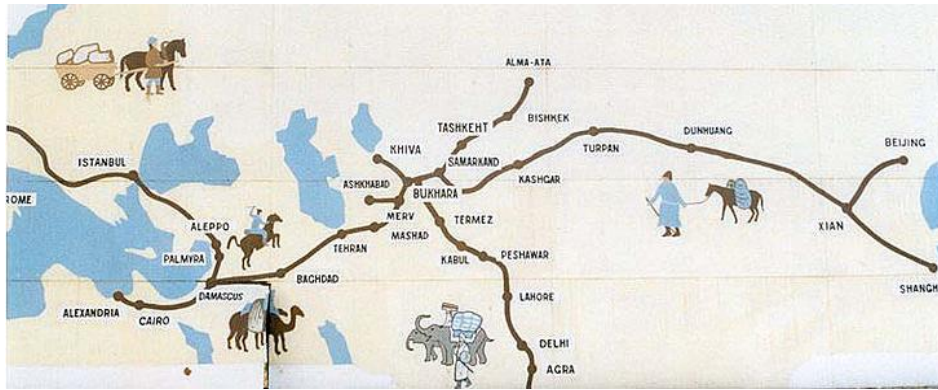 ALMA-ATA
BISHKEK
TASHKEHT
DUNHUANG
BEIJING
TURPAN
KHIVA
SAMARKAND
ISTANBUL
KASHGAR
ASHKHABAD
BUKHARA
ROME
MERV
TERMEZ
ALEPPO
MASHAD
XIAN
TEHRAN
PALMYRA
KABUL
PESHAWAR
BAGHDAD
SHANGH
DAMASCUS
LAHORE
ALEXANDRIA
CAIRO
DELHI
AGRA